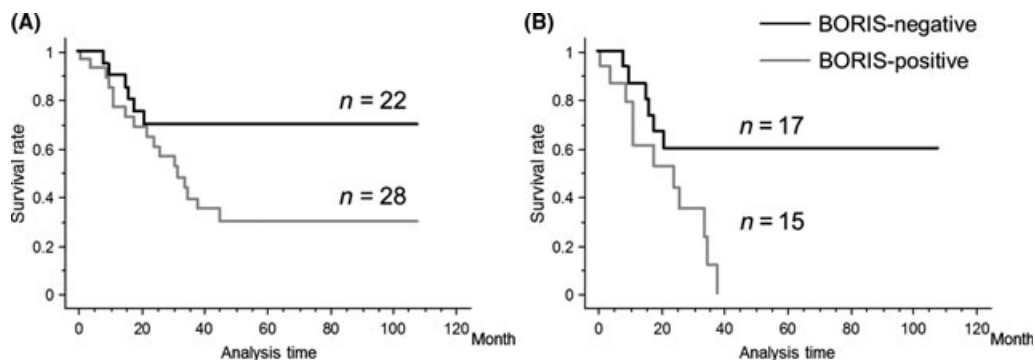 (A)
1
0.8
0.6
0.4
0.2
0
Survival rate
n = 22
n = 28
0 20 40 60 80 100 120
Month
Analysis time
(B)
BORIS-negative
BORIS-positive
1
0.8
0.6
0.4
0.2
0
Survival rate
n = 17
n = 15
0 20 40 60 80 100 120
Month
Analysis time